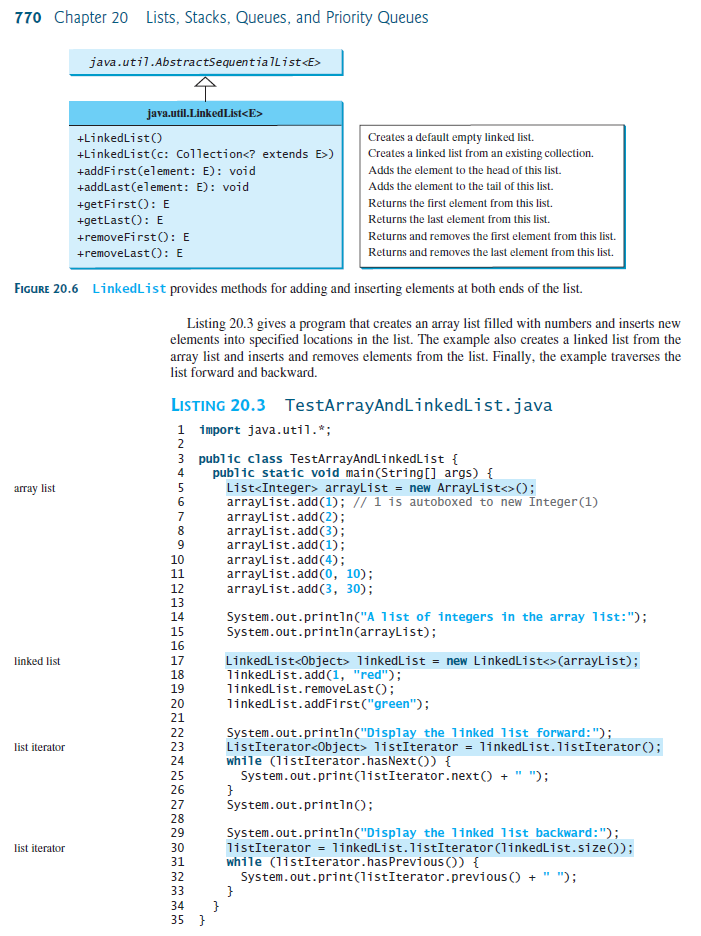 770 Chapter 20 Lists, Stacks, Queues, and Priority Queues
java.util.AbstractSequentialList<E>
java.util.LinkedList<E>
+LinkedList()
+LinkedList(c: Collection<? extends E>)
+addFirst(element: E): void
+addLast(element: E): void
+getFirst(): E
+getLast(): E
+removeFirst(): E
+removeLast(): E
Creates a default empty linked list.
Creates a linked list from an existing collection.
Adds the element to the head of this list.
Adds the element to the tail of this list.
Returns the first element from this list.
Returns the last element from this list.
Returns and removes the first element from this list.
Returns and removes the last element from this list.
FIGURE 20.6 LinkedList provides methods for adding and inserting elements at both ends of the list.
Listing 20.3 gives a program that creates an array list filled with numbers and inserts new
elements into specified locations in the list. The example also creates a linked list from the
array list and inserts and removes elements from the list. Finally, the example traverses the
list forward and backward.
LISTING 20.3 TestArrayAndLinkedList.java
1 import java.util.*;
2
3 public class TestArrayAndLinkedList {
4 public static void main(String[] args) {
array list 5 List<Integer> arrayList = new ArrayList<>();
6 arrayList.add(1); // 1 is autoboxed to new Integer(1)
7 arrayList.add(2);
8 arrayList.add(3);
9 arrayList.add(1);
10 arrayList.add(4);
11 arrayList.add(0, 10);
12 arrayList.add(3, 30);
13
14 System.out.println("A list of integers in the array list:");
15 System.out.println(arrayList);
16
linked list 17 LinkedList<Object> linkedList = new LinkedList<>(arrayList);
18 linkedList.add(1, "red");
19 linkedList.removeLast();
20 linkedList.addFirst("green");
21
22 System.out.println("Display the linked list forward:");
list iterator 23 ListIterator<Object> listIterator = linkedList.listIterator();
24 while (listIterator.hasNext()) {
25 System.out.print(listIterator.next() + " ");
26 }
27 System.out.println();
28
29 System.out.println("Display the linked list backward:");
list iterator 30 listIterator = linkedList.listIterator(linkedList.size());
31 while (listIterator.hasPrevious()) {
32 System.out.print(listIterator.previous() + " ");
33 }
34 }
35 }